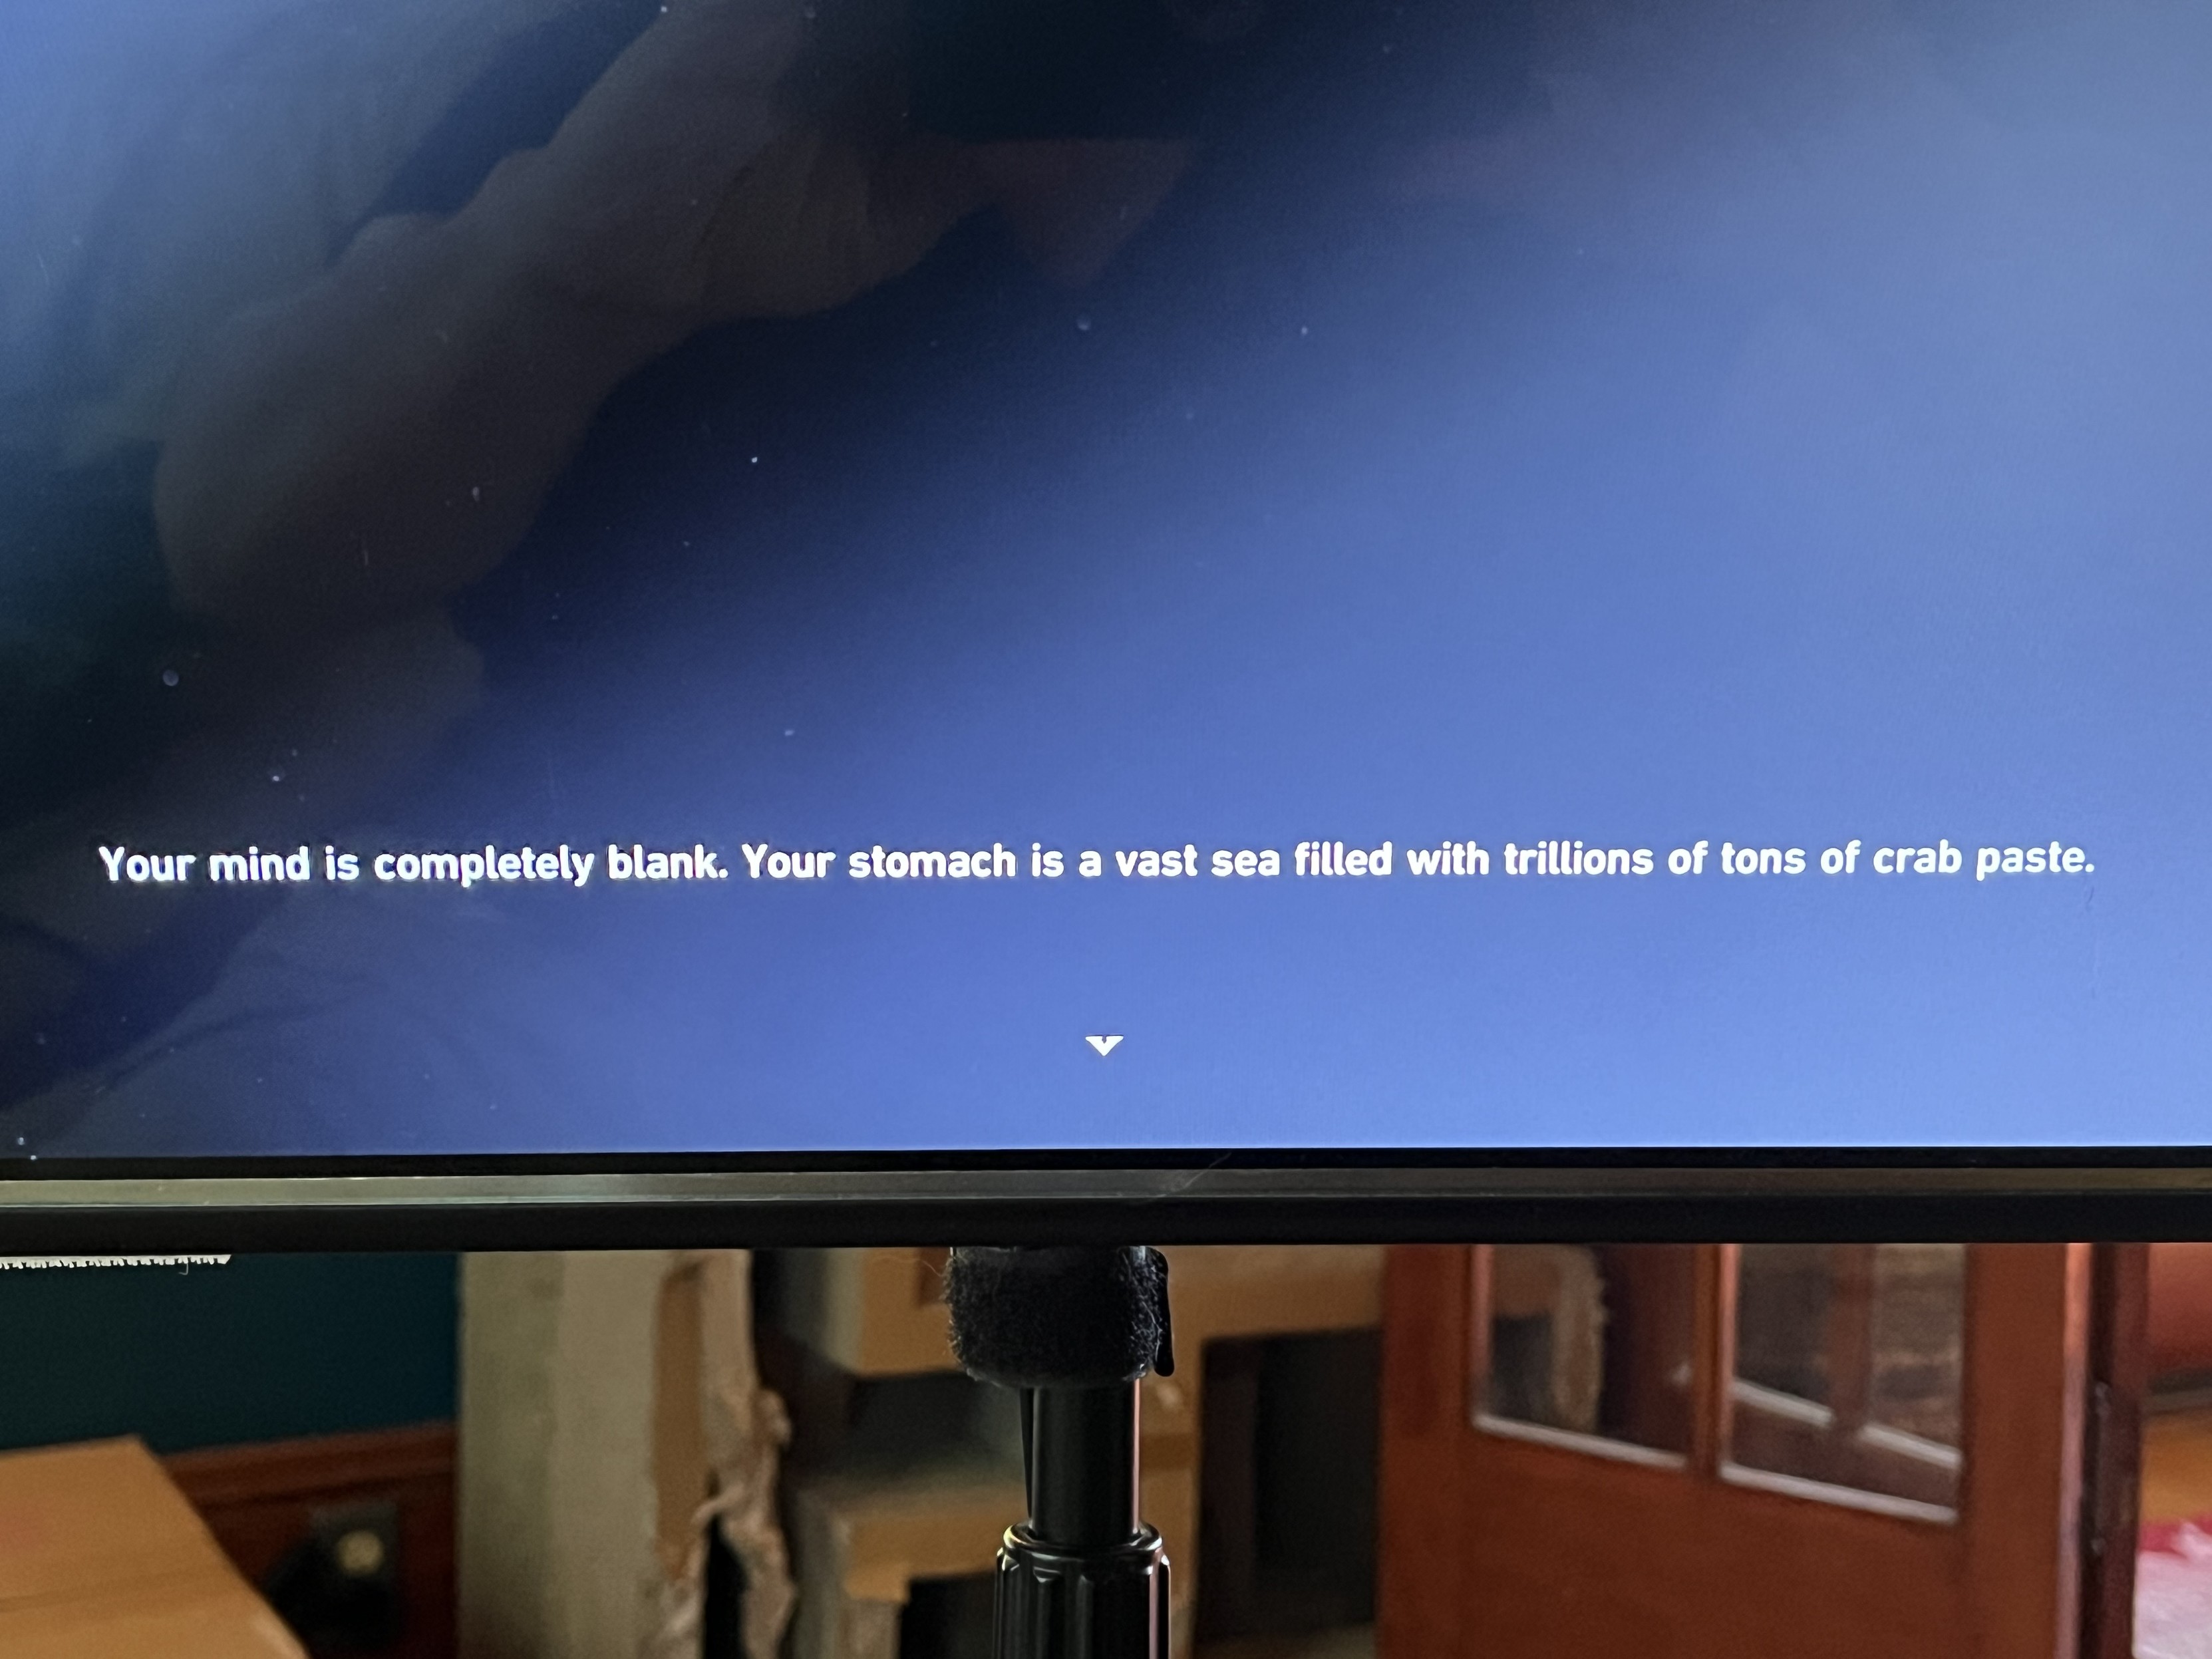 Your mind is completely blank. Your stomach is a vast sea filled with trillions of tons of crab paste.